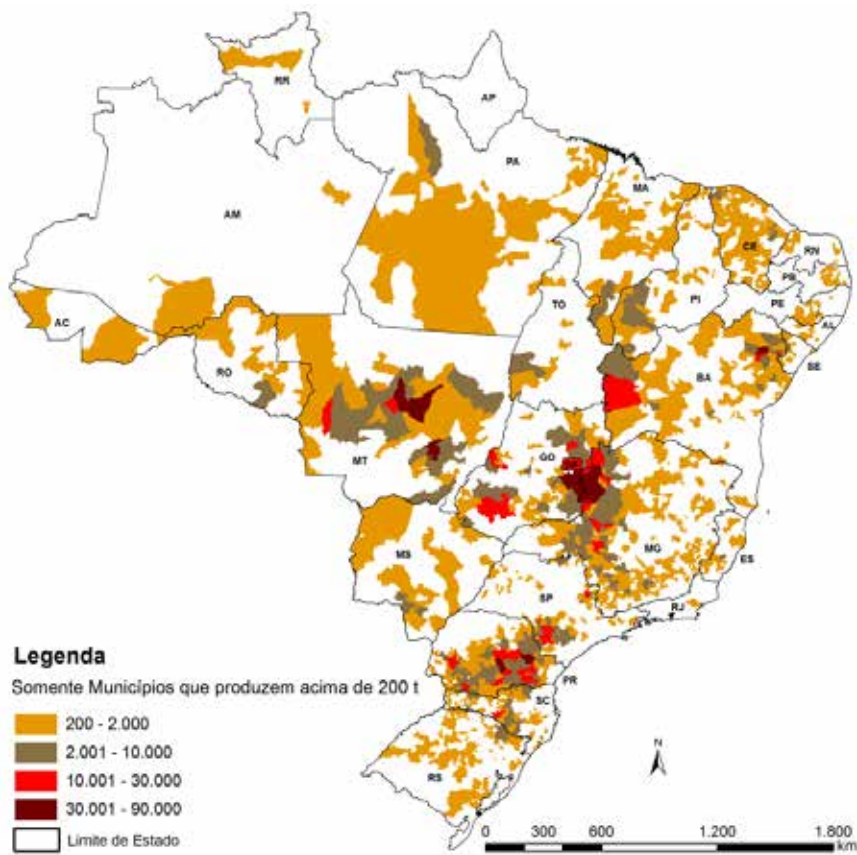 RR
AP
AM
PA
MA
CE
RN
PB
PE
AL
SE
PI
TO
AC
RO
BA
MT
GO
MG
ES
MS
SP
RJ
PR
SC
RS
Legenda
Somente Municípios que produzem acima de 200 t
200 - 2.000
2.001 - 10.000
10.001 - 30.000
30.001 - 90.000
Limite de Estado
N
0 300 600 1.200 1.800
km